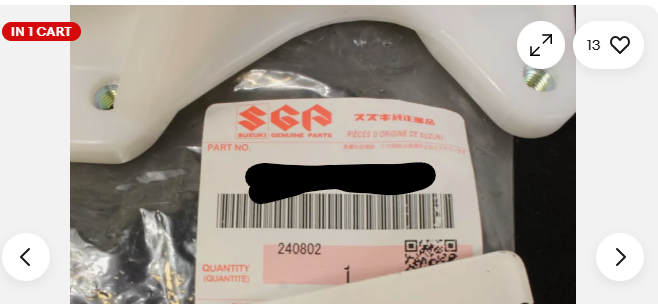 IN 1 CART
13
SGP
SUZUKI GENUINE PARTS
スズキ純正部品
PIÈCES D'ORIGINE DE SUZUKI
PART NO.
240802
QUANTITY
(QUANTITÉ)
1